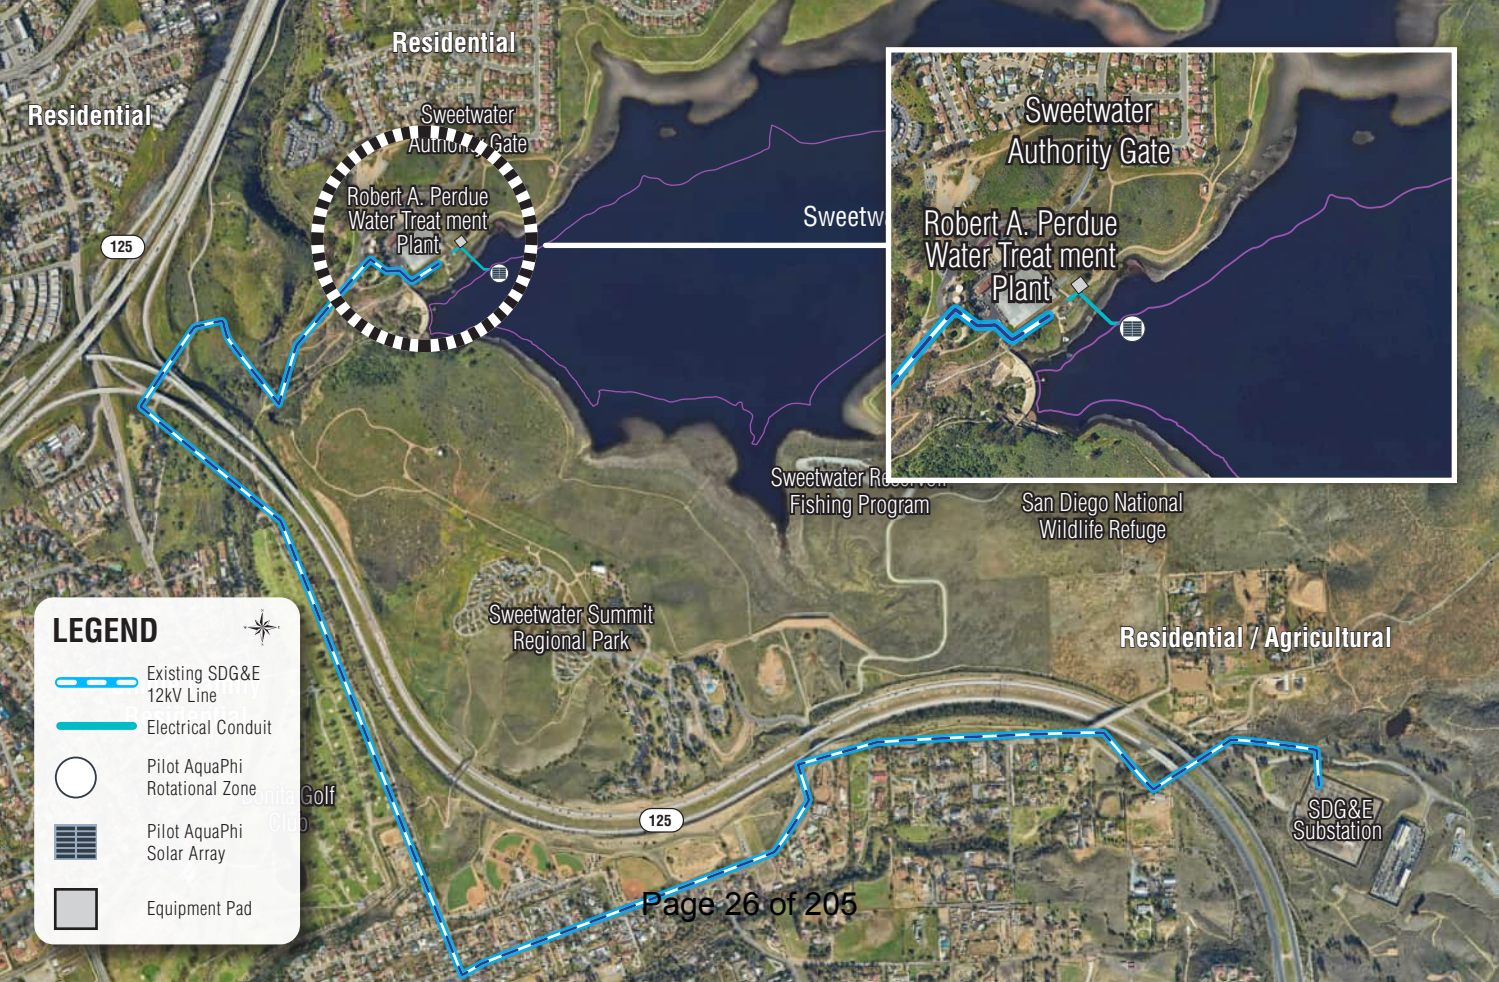 Residential
Residential
Sweetwater
Authority Gate
Robert A. Perdue
Water Treat ment
Plant
125
Sweetw
Sweetwater
Authority Gate
Robert A. Perdue
Water Treat ment
Plant
Sweetwater Reservoir
Fishing Program
San Diego National
Wildlife Refuge
Sweetwater Summit
Regional Park
Residential / Agricultural
LEGEND
Existing SDG&E
12kV Line
Residential
Electrical Conduit
Pilot AquaPhi
Rotational Zone
Bonita Golf
Club
Pilot AquaPhi
Solar Array
Equipment Pad
125
SDG&E
Substation
Page 26 of 205